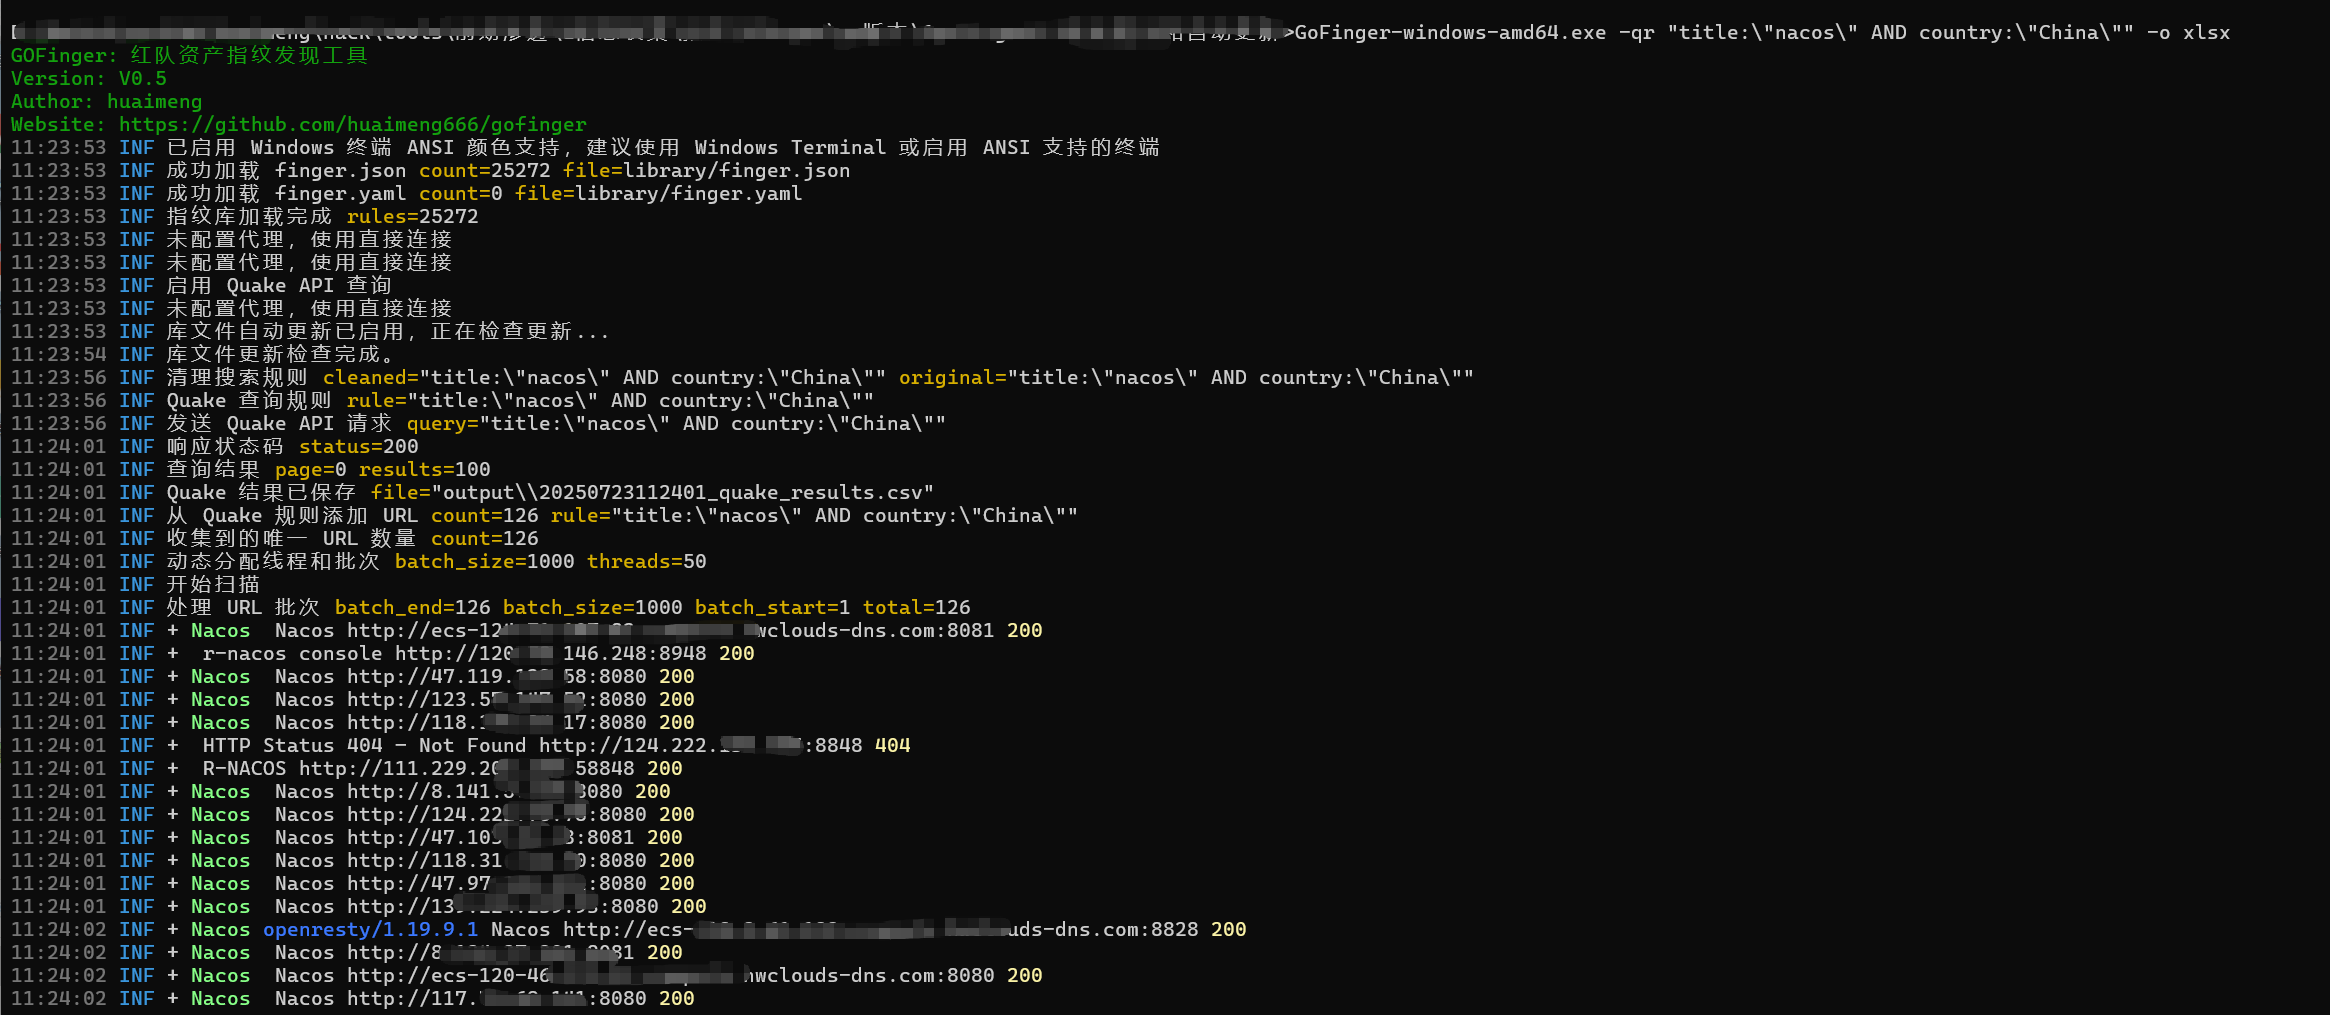 >GoFinger-windows-amd64.exe -qr "title:\"nacos\" AND country:\"China\"" -o xlsx
GOFinger: 红队资产指纹发现工具
Version: V0.5
Author: huaimeng
Website: https://github.com/huaimeng666/gofinger
11:23:53 INF 已启用 Windows 终端 ANSI 颜色支持，建议使用 Windows Terminal 或启用 ANSI 支持的终端
11:23:53 INF 成功加载 finger.json count=25272 file=library/finger.json
11:23:53 INF 成功加载 finger.yaml count=0 file=library/finger.yaml
11:23:53 INF 指纹库加载完成 rules=25272
11:23:53 INF 未配置代理，使用直接连接
11:23:53 INF 未配置代理，使用直接连接
11:23:53 INF 启用 Quake API 查询
11:23:53 INF 未配置代理，使用直接连接
11:23:53 INF 库文件自动更新已启用，正在检查更新...
11:23:54 INF 库文件更新检查完成。
11:23:56 INF 清理搜索规则 cleaned="title:\"nacos\" AND country:\"China\"" original="title:\"nacos\" AND country:\"China\""
11:23:56 INF Quake 查询规则 rule="title:\"nacos\" AND country:\"China\""
11:23:56 INF 发送 Quake API 请求 query="title:\"nacos\" AND country:\"China\""
11:24:01 INF 响应状态码 status=200
11:24:01 INF 查询结果 page=0 results=100
11:24:01 INF Quake 结果已保存 file="output\\20250723112401_quake_results.csv"
11:24:01 INF 从 Quake 规则添加 URL count=126 rule="title:\"nacos\" AND country:\"China\""
11:24:01 INF 收集到的唯一 URL 数量 count=126
11:24:01 INF 动态分配线程和批次 batch_size=1000 threads=50
11:24:01 INF 开始扫描
11:24:01 INF 处理 URL 批次 batch_end=126 batch_size=1000 batch_start=1 total=126
11:24:01 INF + Nacos Nacos http://ecs-12 wclouds-dns.com:8081 200
11:24:01 INF + r-nacos console http://120 146.248:8948 200
11:24:01 INF + Nacos Nacos http://47.119. 58:8080 200
11:24:01 INF + Nacos Nacos http://123.5 :8080 200
11:24:01 INF + Nacos Nacos http://118. 17:8080 200
11:24:01 INF + HTTP Status 404 – Not Found http://124.222. :8848 404
11:24:01 INF + R-NACOS http://111.229.20 58848 200
11:24:01 INF + Nacos Nacos http://8.141. 8080 200
11:24:01 INF + Nacos Nacos http://124.22 :8080 200
11:24:01 INF + Nacos Nacos http://47.10 :8081 200
11:24:01 INF + Nacos Nacos http://118.31 0:8080 200
11:24:01 INF + Nacos Nacos http://47.97 :8080 200
11:24:01 INF + Nacos Nacos http://13 :8080 200
11:24:02 INF + Nacos openresty/1.19.9.1 Nacos http://ecs- uds-dns.com:8828 200
11:24:02 INF + Nacos Nacos http://8 81 200
11:24:02 INF + Nacos Nacos http://ecs-120-46 hwclouds-dns.com:8080 200
11:24:02 INF + Nacos Nacos http://117. :8080 200